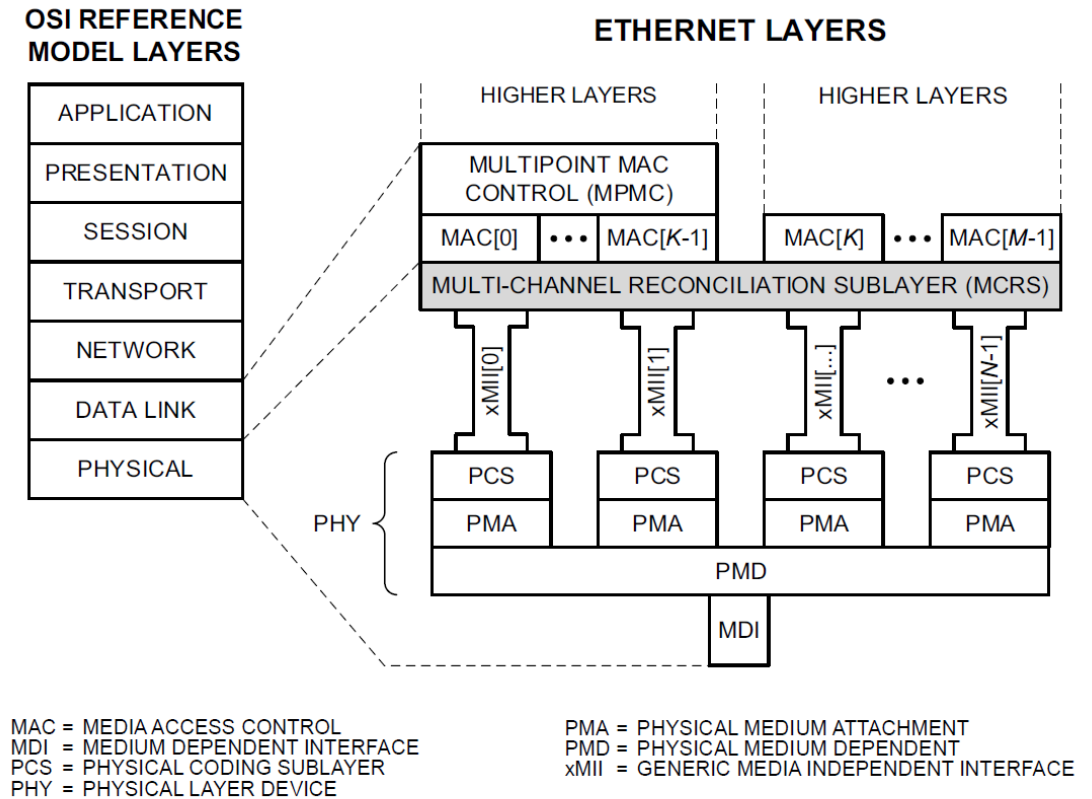 OSI REFERENCE
MODEL LAYERS
APPLICATION
PRESENTATION
SESSION
TRANSPORT
NETWORK
DATA LINK
PHYSICAL
ETHERNET LAYERS
HIGHER LAYERS
HIGHER LAYERS
MULTIPOINT MAC
CONTROL (MPMC)
MAC[0] ••• MAC[K-1] MAC[K] ••• MAC[M-1]
MULTI-CHANNEL RECONCILIATION SUBLAYER (MCRS)
xMII[0] xMII[1] xMII[...] ••• xMII[N-1]
PCS PCS PCS PCS
PHY
PMA PMA PMA PMA
PMD
MDI
MAC = MEDIA ACCESS CONTROL
MDI = MEDIUM DEPENDENT INTERFACE
PCS = PHYSICAL CODING SUBLAYER
PHY = PHYSICAL LAYER DEVICE
PMA = PHYSICAL MEDIUM ATTACHMENT
PMD = PHYSICAL MEDIUM DEPENDENT
xMII = GENERIC MEDIA INDEPENDENT INTERFACE